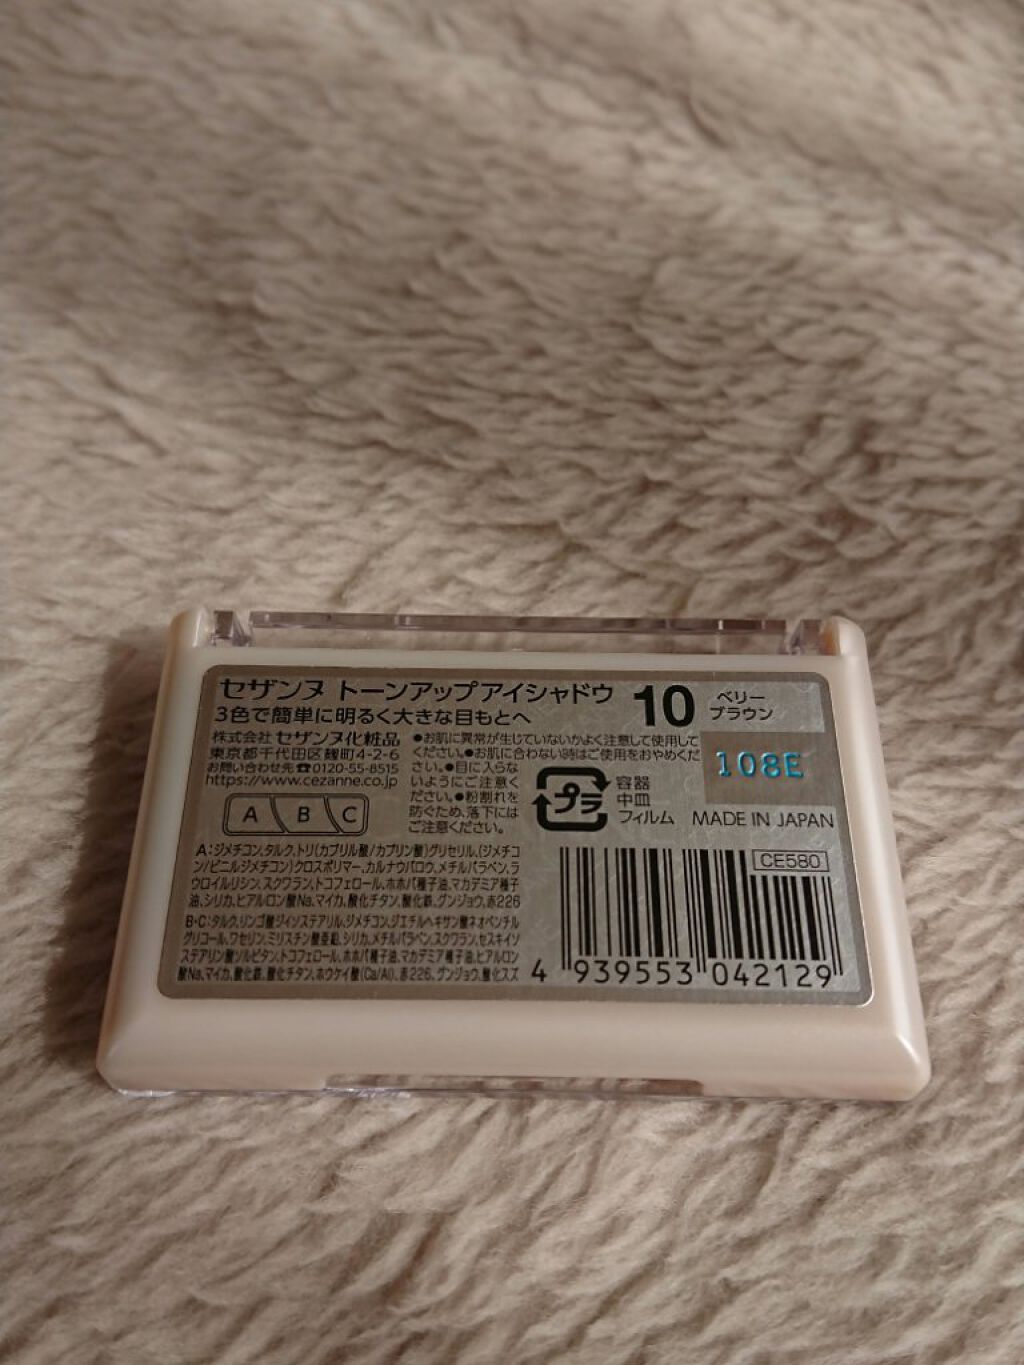 セザンヌ トーンアップアイシャドウ 10 ベリー
ブラウン
3色で簡単に明るく大きな目もとへ
株式会社 セザンヌ化粧品
東京都千代田区麹町4-2-6
お問い合わせ先☎0120-55-8515
https://www.cezanne.co.jp
A B C
●お肌に異常が生じていないかよく注意して使用して
ください。●お肌に合わない時はご使用をおやめくだ
さい。●目に入らな
いようにご注意く
ださい。●粉割れを
防ぐため、落下には
ご注意ください。
プラ
容器
中皿
フィルム
108E
MADE IN JAPAN
A:ジメチコン、タルク、トリ(カプリル酸/カプリン酸)グリセリル、(ジメチコ
ン/ビニルジメチコン)クロスポリマー、カルナウバロウ、メチルパラベン、ラ
ウロイルリシン、スクワラン、トコフェロール、ホホバ種子油、マカデミア種子
油、シリカ、ヒアルロン酸Na、マイカ、酸化チタン、酸化鉄、グンジョウ、赤226
B・C:タルク、リンゴ酸ジイソステアリル、ジメチコン、ジエチルヘキサン酸ネオペンチル
グリコール、ワセリン、ミリスチン酸亜鉛、シリカ、メチルパラベン、スクワラン、セスキイソ
ステアリン酸ソルビタン、トコフェロール、ホホバ種子油、マカデミア種子油、ヒアルロン
酸Na、マイカ、酸化鉄、酸化チタン、ホウケイ酸(Ca/Al)、赤226、グンジョウ、酸化スズ
CE580
4 939553 042129